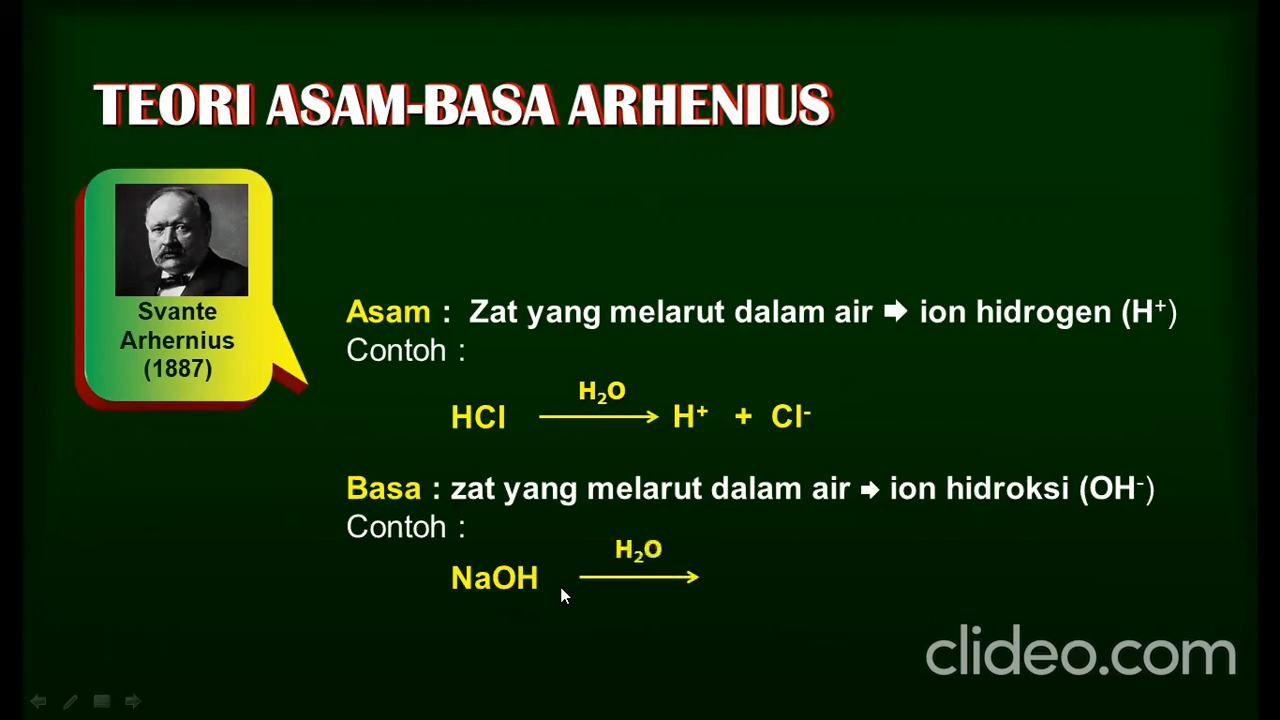 TEORI ASAM-BASA ARHENIUS
Svante
Arhernius
(1887)
Asam : Zat yang melarut dalam air ➡ ion hidrogen (H⁺)
Contoh :
H₂O
HCl ⟶ H⁺ + Cl⁻
Basa : zat yang melarut dalam air ➡ ion hidroksi (OH⁻)
Contoh :
H₂O
NaOH ⟶
clideo.com